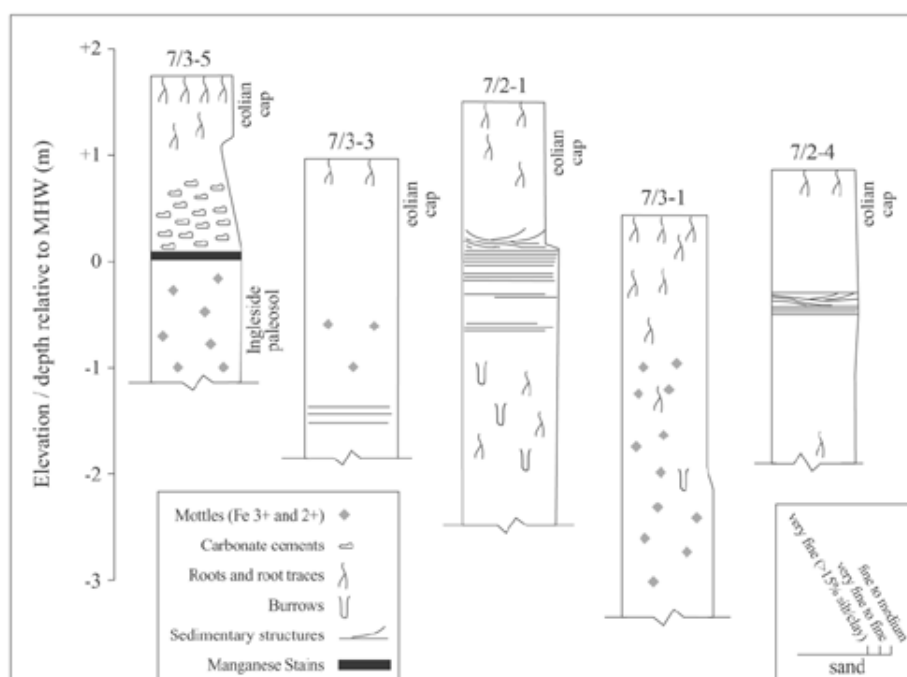 Elevation / depth relative to MHW (m)
+2
+1
0
-1
-2
-3
7/3-5
eolian
cap
Ingleside
paleosol
7/3-3
eolian
cap
7/2-1
eolian
cap
7/3-1
7/2-4
eolian
cap
Mottles (Fe 3+ and 2+)
Carbonate cements
Roots and root traces
Burrows
Sedimentary structures
Manganese Stains
very fine (>15% silt/clay)
very fine to fine
fine to medium
sand